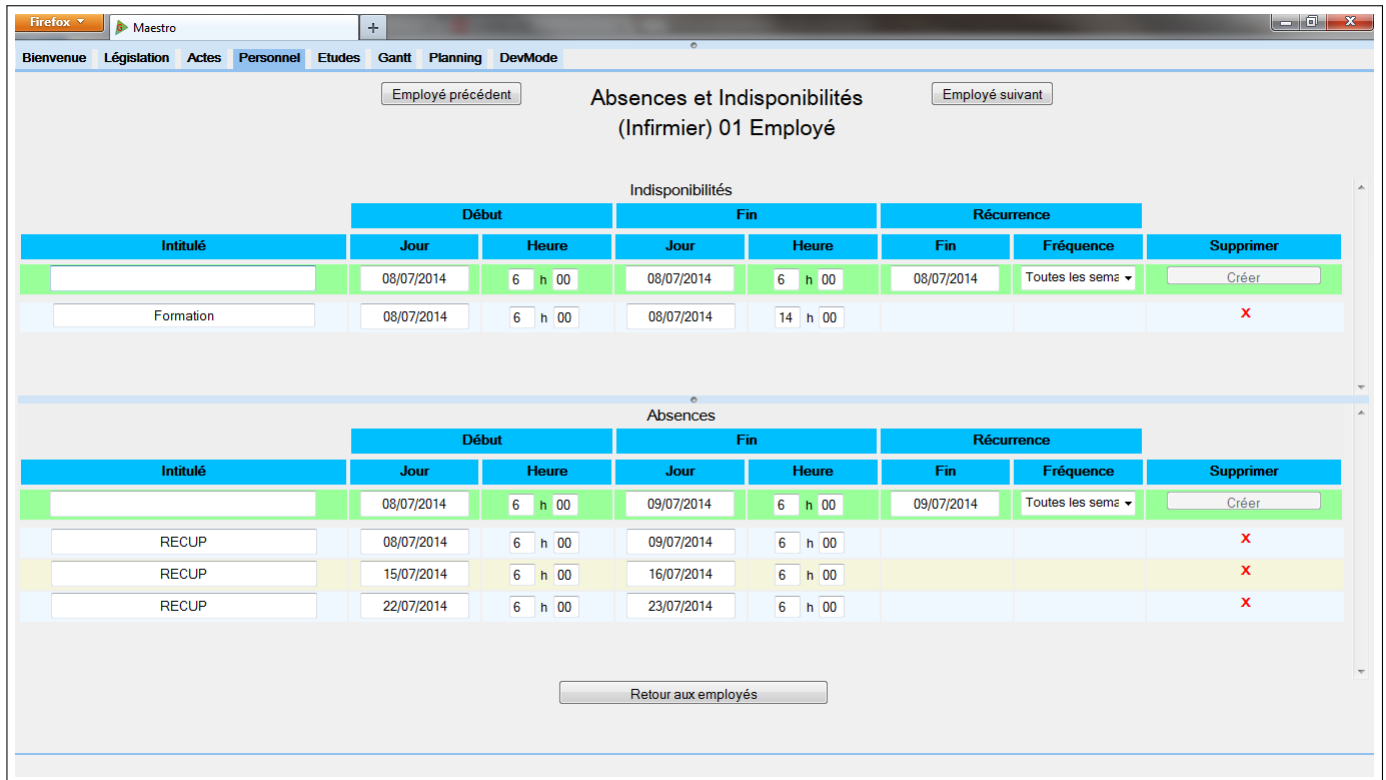 Firefox
Maestro
Bienvenue Législation Actes Personnel Etudes Gantt Planning DevMode
Employé précédent Absences et Indisponibilités Employé suivant
(Infirmier) 01 Employé
Indisponibilités
Début Fin Récurrence
Intitulé Jour Heure Jour Heure Fin Fréquence Supprimer
08/07/2014 6 h 00 08/07/2014 6 h 00 08/07/2014 Toutes les sema Créer
Formation 08/07/2014 6 h 00 08/07/2014 14 h 00 X
Absences
Début Fin Récurrence
Intitulé Jour Heure Jour Heure Fin Fréquence Supprimer
08/07/2014 6 h 00 09/07/2014 6 h 00 09/07/2014 Toutes les sema Créer
RECUP 08/07/2014 6 h 00 09/07/2014 6 h 00 X
RECUP 15/07/2014 6 h 00 16/07/2014 6 h 00 X
RECUP 22/07/2014 6 h 00 23/07/2014 6 h 00 X
Retour aux employés